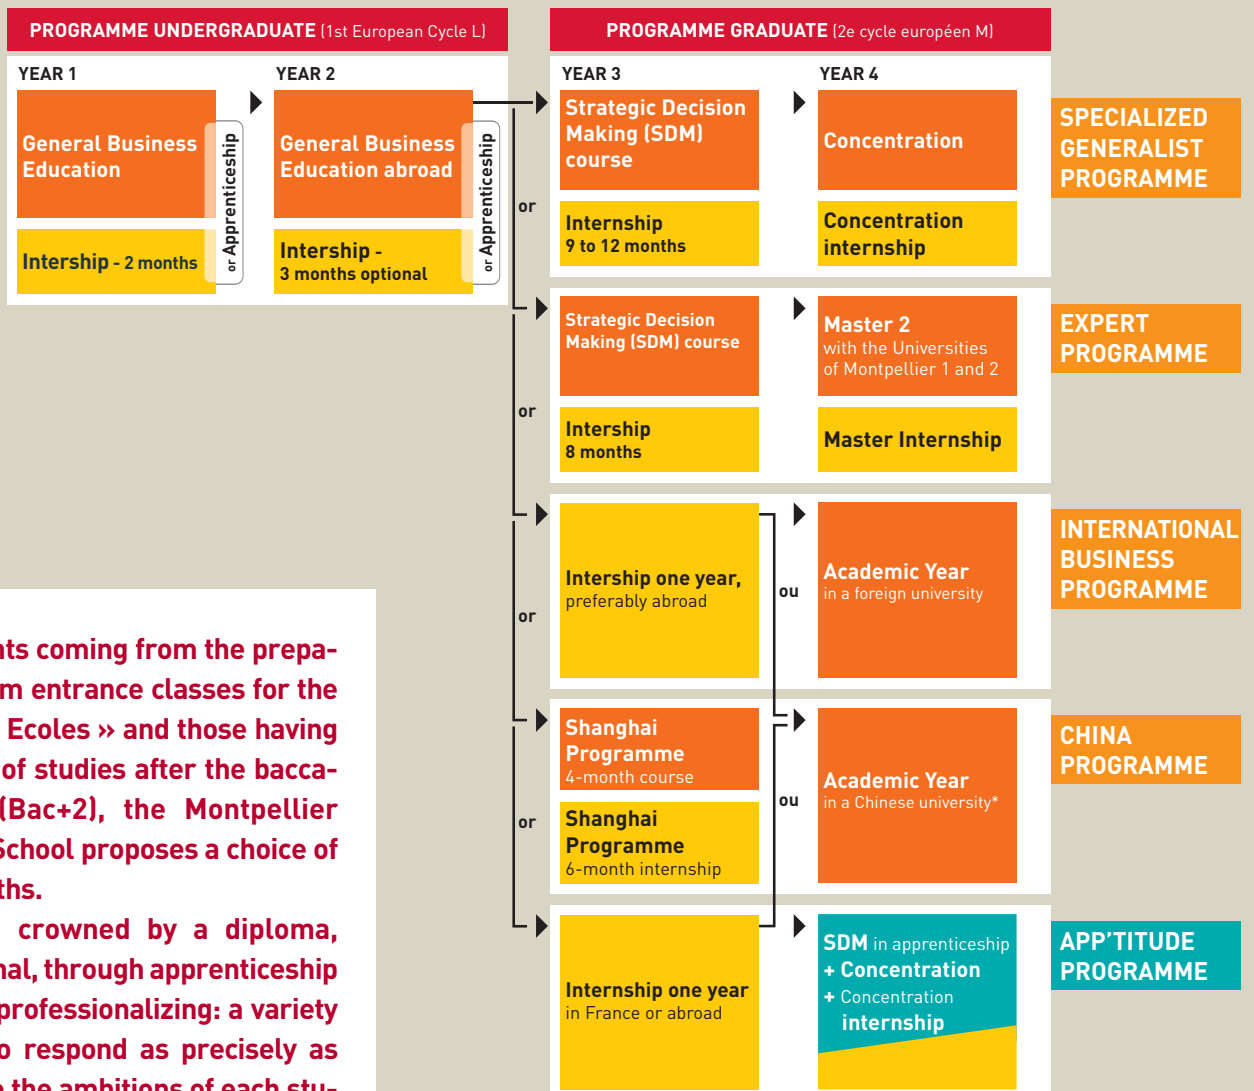 PROGRAMME UNDERGRADUATE (1st European Cycle L)
PROGRAMME GRADUATE (2e cycle européen M)
YEAR 1
YEAR 2
YEAR 3
YEAR 4
General Business
Education
or Apprenticeship
Intership - 2 months
General Business
Education abroad
or Apprenticeship
Intership -
3 months optional
or
Strategic Decision
Making (SDM)
course
Internship
9 to 12 months
Concentration
Concentration
internship
SPECIALIZED
GENERALIST
PROGRAMME
or
Strategic Decision
Making (SDM) course
Intership
8 months
Master 2
with the Universities
of Montpellier 1 and 2
Master Internship
EXPERT
PROGRAMME
or
Intership one year,
preferably abroad
ou
Academic Year
in a foreign university
INTERNATIONAL
BUSINESS
PROGRAMME
or
Shanghai
Programme
4-month course
Shanghai
Programme
6-month internship
ou
Academic Year
in a Chinese university*
CHINA
PROGRAMME
Internship one year
in France or abroad
SDM in apprenticeship
+ Concentration
+ Concentration
internship
APP'TITUDE
PROGRAMME
nts coming from the prepa-
m entrance classes for the
Ecoles » and those having
of studies after the bacca-
(Bac+2), the Montpellier
School proposes a choice of
ths.
crowned by a diploma,
nal, through apprenticeship
professionalizing: a variety
o respond as precisely as
the ambitions of each stu-